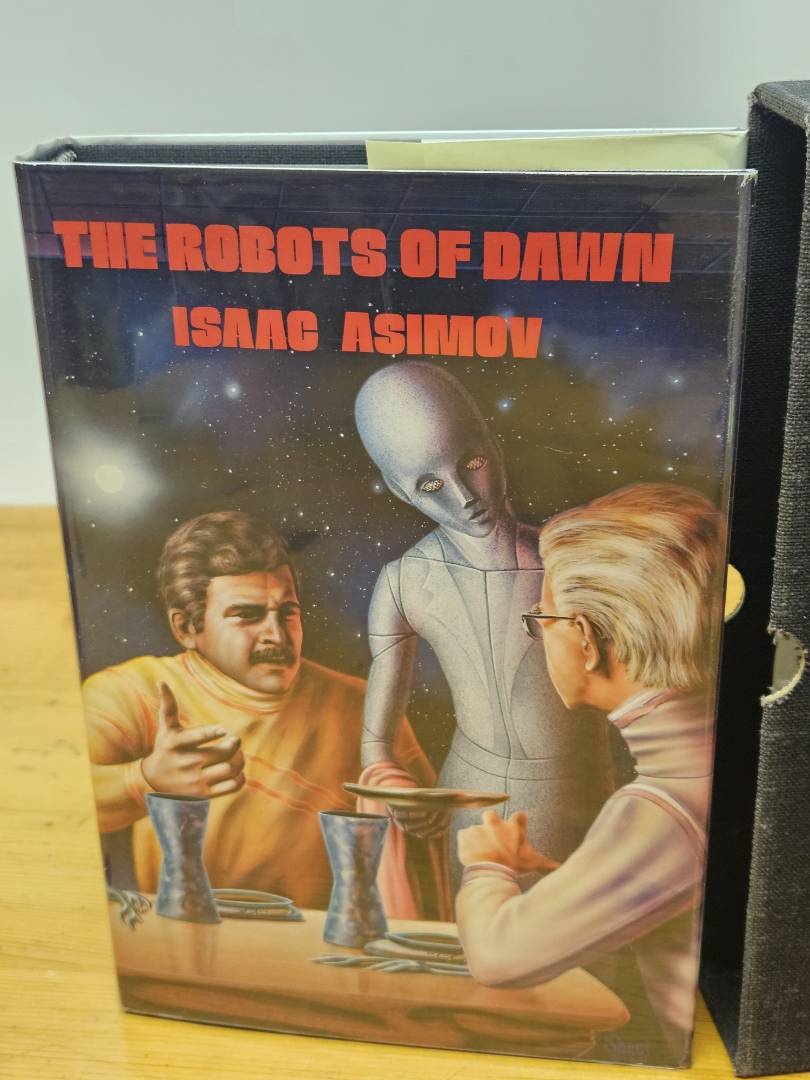 THE ROBOTS OF DAWN
ISAAC ASIMOV